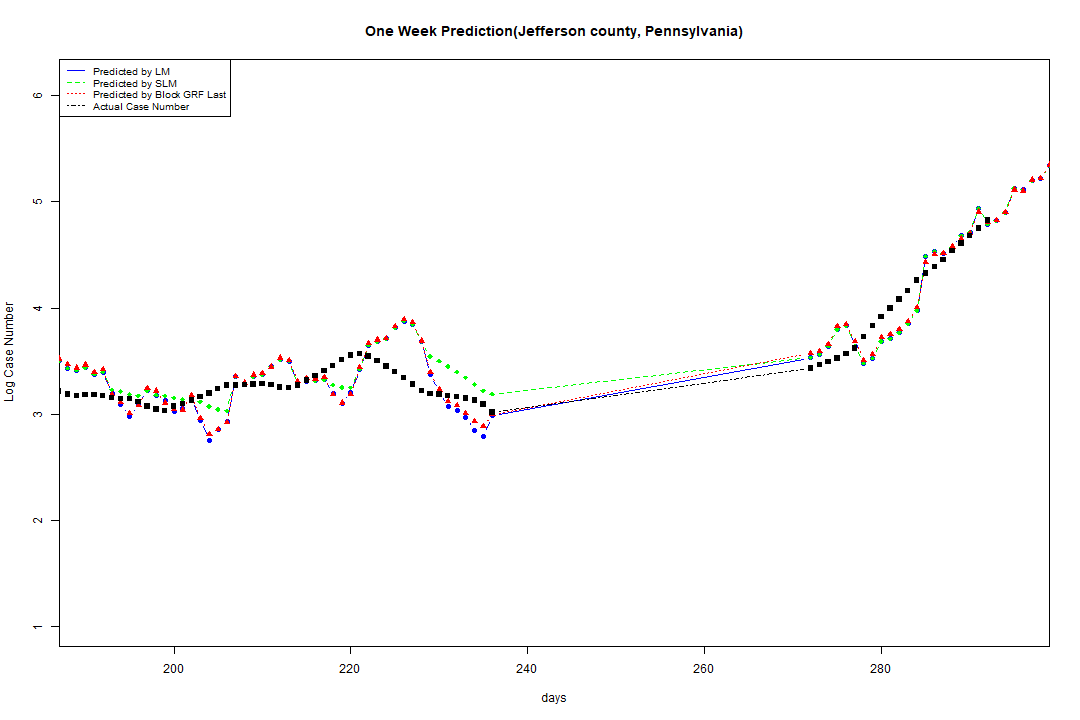 One Week Prediction(Jefferson county, Pennsylvania)
Predicted by LM
Predicted by SLM
Predicted by Block GRF Last
Actual Case Number
6
5
4
3
2
1
Log Case Number
200 220 240 260 280
days